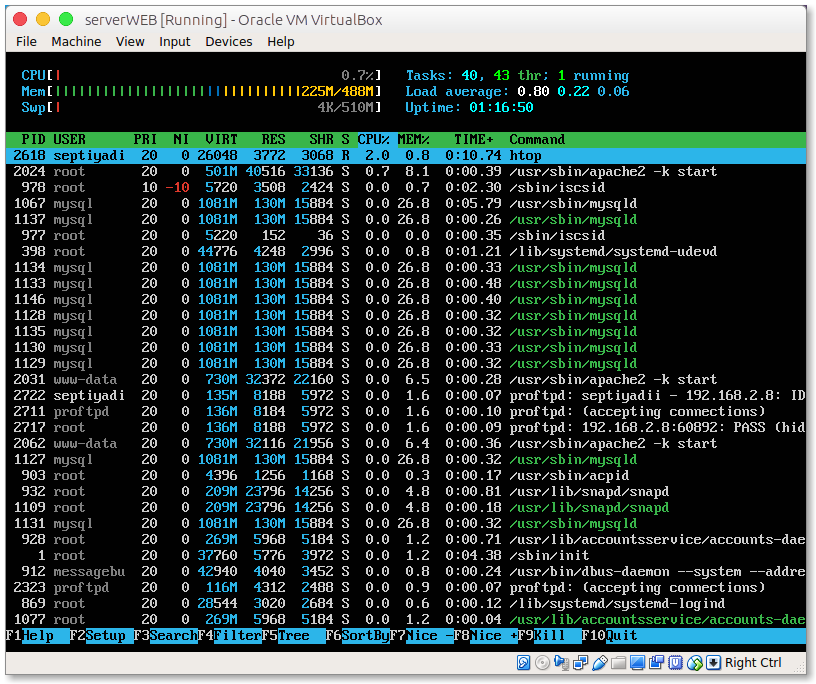 serverWEB [Running] - Oracle VM VirtualBox
File Machine View Input Devices Help
CPU[| 0.7%] Tasks: 40, 43 thr; 1 running
Mem[||||||||||||||||||||||||||||||||225M/488M] Load average: 0.80 0.22 0.06
Swp[| 4K/510M] Uptime: 01:16:50
PID USER PRI NI VIRT RES SHR S CPU% MEM% TIME+ Command
2618 septiyadi 20 0 26048 3772 3068 R 2.0 0.8 0:10.74 htop
2024 root 20 0 501M 40516 33136 S 0.7 8.1 0:00.39 /usr/sbin/apache2 -k start
978 root 10 -10 5720 3508 2424 S 0.0 0.7 0:02.30 /sbin/iscsid
1067 mysql 20 0 1081M 130M 15884 S 0.0 26.8 0:05.79 /usr/sbin/mysqld
1137 mysql 20 0 1081M 130M 15884 S 0.0 26.8 0:00.26 /usr/sbin/mysqld
977 root 20 0 5220 152 36 S 0.0 0.0 0:00.35 /sbin/iscsid
398 root 20 0 44776 4248 2996 S 0.0 0.8 0:01.21 /lib/systemd/systemd-udevd
1134 mysql 20 0 1081M 130M 15884 S 0.0 26.8 0:00.33 /usr/sbin/mysqld
1133 mysql 20 0 1081M 130M 15884 S 0.0 26.8 0:00.48 /usr/sbin/mysqld
1146 mysql 20 0 1081M 130M 15884 S 0.0 26.8 0:00.40 /usr/sbin/mysqld
1128 mysql 20 0 1081M 130M 15884 S 0.0 26.8 0:00.32 /usr/sbin/mysqld
1135 mysql 20 0 1081M 130M 15884 S 0.0 26.8 0:00.32 /usr/sbin/mysqld
1130 mysql 20 0 1081M 130M 15884 S 0.0 26.8 0:00.33 /usr/sbin/mysqld
1129 mysql 20 0 1081M 130M 15884 S 0.0 26.8 0:00.32 /usr/sbin/mysqld
2031 www-data 20 0 730M 32372 22160 S 0.0 6.5 0:00.28 /usr/sbin/apache2 -k start
2722 septiyadi 20 0 135M 8188 5972 S 0.0 1.6 0:00.07 proftpd: septiyadii - 192.168.2.8: ID
2711 proftpd 20 0 136M 8184 5972 S 0.0 1.6 0:00.10 proftpd: (accepting connections)
2717 root 20 0 136M 8188 5972 S 0.0 1.6 0:00.09 proftpd: 192.168.2.8:60892: PASS (hid
2062 www-data 20 0 730M 32116 21956 S 0.0 6.4 0:00.36 /usr/sbin/apache2 -k start
1127 mysql 20 0 1081M 130M 15884 S 0.0 26.8 0:00.32 /usr/sbin/mysqld
903 root 20 0 4396 1256 1168 S 0.0 0.3 0:00.17 /usr/sbin/acpid
932 root 20 0 209M 23796 14256 S 0.0 4.8 0:00.81 /usr/lib/snapd/snapd
1109 root 20 0 209M 23796 14256 S 0.0 4.8 0:00.18 /usr/lib/snapd/snapd
1131 mysql 20 0 1081M 130M 15884 S 0.0 26.8 0:00.32 /usr/sbin/mysqld
928 root 20 0 269M 5968 5184 S 0.0 1.2 0:00.71 /usr/lib/accountsservice/accounts-dae
1 root 20 0 37760 5776 3972 S 0.0 1.2 0:04.38 /sbin/init
912 messagebu 20 0 42940 4040 3452 S 0.0 0.8 0:00.24 /usr/bin/dbus-daemon --system --addre
2323 proftpd 20 0 116M 4312 2488 S 0.0 0.9 0:00.07 proftpd: (accepting connections)
869 root 20 0 28544 3020 2684 S 0.0 0.6 0:00.12 /lib/systemd/systemd-logind
1077 root 20 0 269M 5968 5184 S 0.0 1.2 0:00.04 /usr/lib/accountsservice/accounts-dae
F1Help F2Setup F3SearchF4FilterF5Tree F6SortByF7Nice -F8Nice +F9Kill F10Quit
Right Ctrl